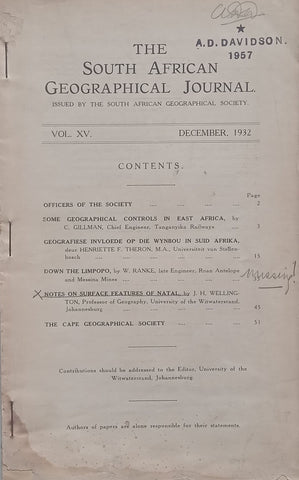 ★
A.D. DAVIDSON.
1957
THE
SOUTH AFRICAN
GEOGRAPHICAL JOURNAL.
ISSUED BY THE SOUTH AFRICAN GEOGRAPHICAL SOCIETY.
VOL. XV. DECEMBER, 1932
CONTENTS.
Page
OFFICERS OF THE SOCIETY ... ... ... ... 2
SOME GEOGRAPHICAL CONTROLS IN EAST AFRICA, by
C. GILLMAN, Chief Engineer, Tanganyika Railways ... 3
GEOGRAFIESE INVLOEDE OP DIE WYNBOU IN SUID AFRIKA,
deur HENRIETTE F. THERON, M.A., Universiteit van Stellen-
bosch ... ... ... ... ... ... 15
DOWN THE LIMPOPO, by W. RANKE, late Engineer, Roan Antelope
and Messina Mines ... ... ... ... ... Missing!
X NOTES ON SURFACE FEATURES OF NATAL, by J. H. WELLING-
TON, Professor of Geography, University of the Witwatersrand,
Johannesburg ... ... ... ... ... 45
THE CAPE GEOGRAPHICAL SOCIETY ... ... ... 51
Contributions should be addressed to the Editor, University of the
Witwatersrand, Johannesburg.
Authors of papers are alone responsible for their statements.